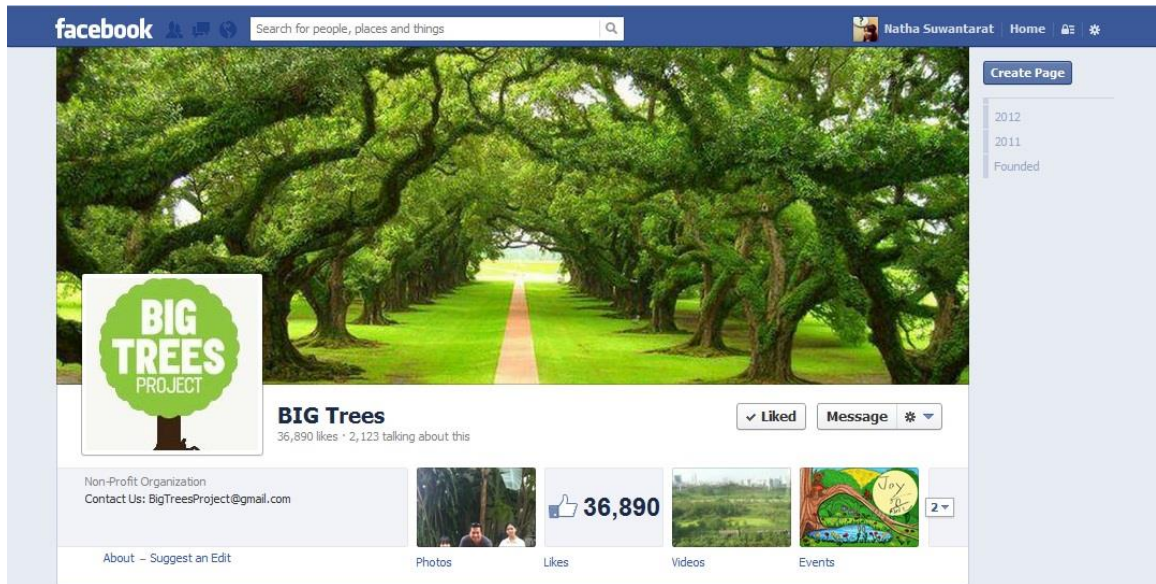 facebook
Search for people, places and things
Natha Suwantarat
Home
Create Page
2012
2011
Founded
BIG
TREES
PROJECT
BIG Trees
36,890 likes · 2,123 talking about this
✓ Liked
Message
Non-Profit Organization
Contact Us: BigTreesProject@gmail.com
36,890
Joy
2
About – Suggest an Edit
Photos
Likes
Videos
Events